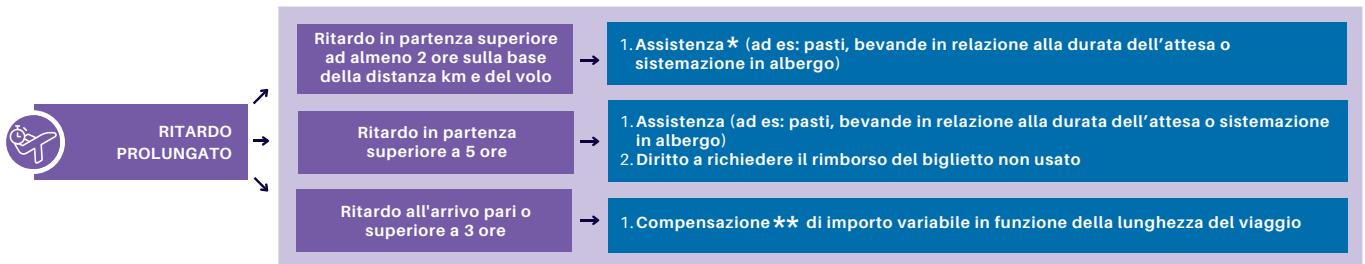 RITARDO
PROLUNGATO
Ritardo in partenza superiore
ad almeno 2 ore sulla base
della distanza km e del volo
1. Assistenza* (ad es: pasti, bevande in relazione alla durata dell’attesa o
sistemazione in albergo)
Ritardo in partenza
superiore a 5 ore
1. Assistenza (ad es: pasti, bevande in relazione alla durata dell’attesa o sistemazione
in albergo)
2. Diritto a richiedere il rimborso del biglietto non usato
Ritardo all'arrivo pari o
superiore a 3 ore
1. Compensazione** di importo variabile in funzione della lunghezza del viaggio